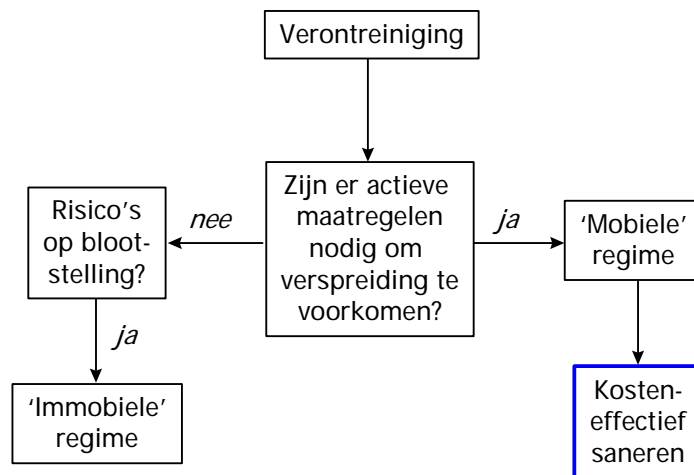 Verontreiniging
Zijn er actieve
maatregelen
nodig om
verspreiding te
voorkomen?
nee
Risico's
op bloot-
stelling?
ja
'Immobiele'
regime
ja
‘Mobiele’
regime
Kosten-
effectief
saneren